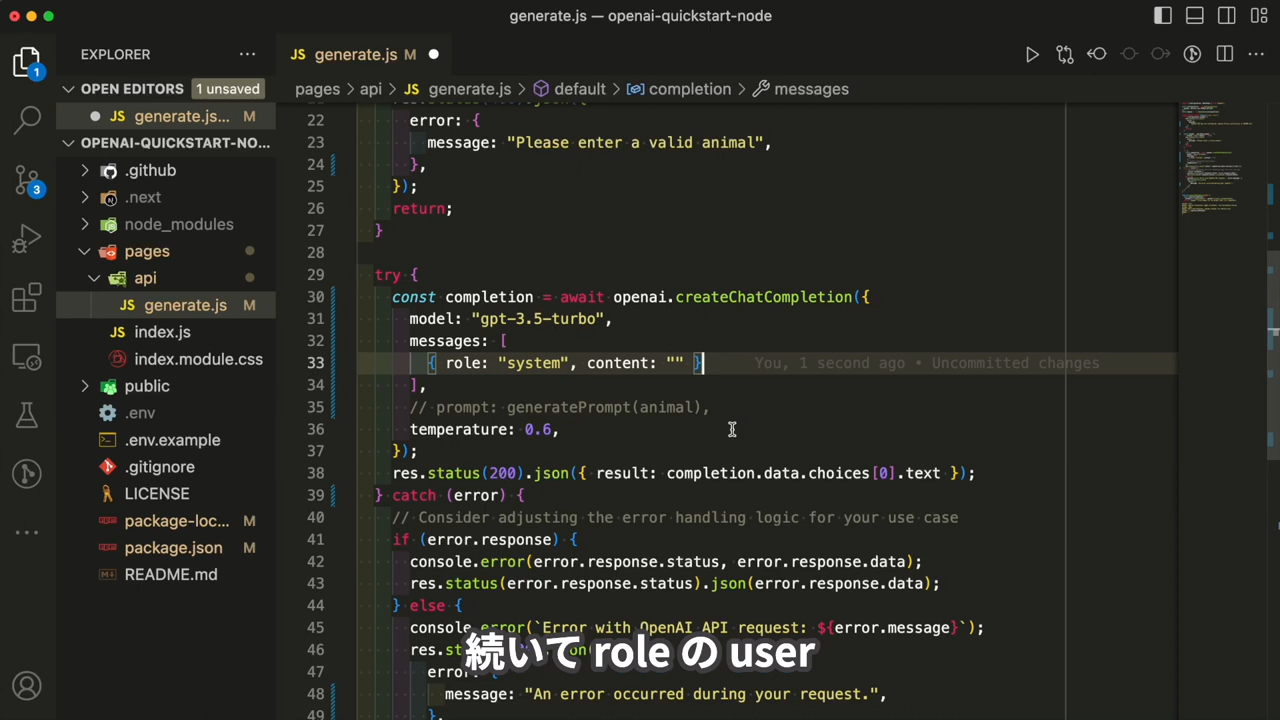 generate.js — openai-quickstart-node
EXPLORER
OPEN EDITORS 1 unsaved
generate.js... M
OPENAI-QUICKSTART-NO...
.github
.next
node_modules
pages
api
generate.js M
index.js
index.module.css
public
.env
.env.example
.gitignore
LICENSE
package-loc... M
package.json M
README.md
1
3
JS generate.js M
pages > api > JS generate.js > default > completion > messages
22 error: {
23 message: "Please enter a valid animal",
24 },
25 });
26 return;
27 }
28
29 try {
30 const completion = await openai.createChatCompletion({
31 model: "gpt-3.5-turbo",
32 messages: [
33 { role: "system", content: "" } You, 1 second ago • Uncommitted changes
34 ],
35 // prompt: generatePrompt(animal),
36 temperature: 0.6,
37 });
38 res.status(200).json({ result: completion.data.choices[0].text });
39 } catch (error) {
40 // Consider adjusting the error handling logic for your use case
41 if (error.response) {
42 console.error(error.response.status, error.response.data);
43 res.status(error.response.status).json(error.response.data);
44 } else {
45 console.error(`Error with OpenAI API request: ${error.message}`);
46 res.st
47 erro
48 message: "An error occurred during your request.",
49 },
続いて role の user